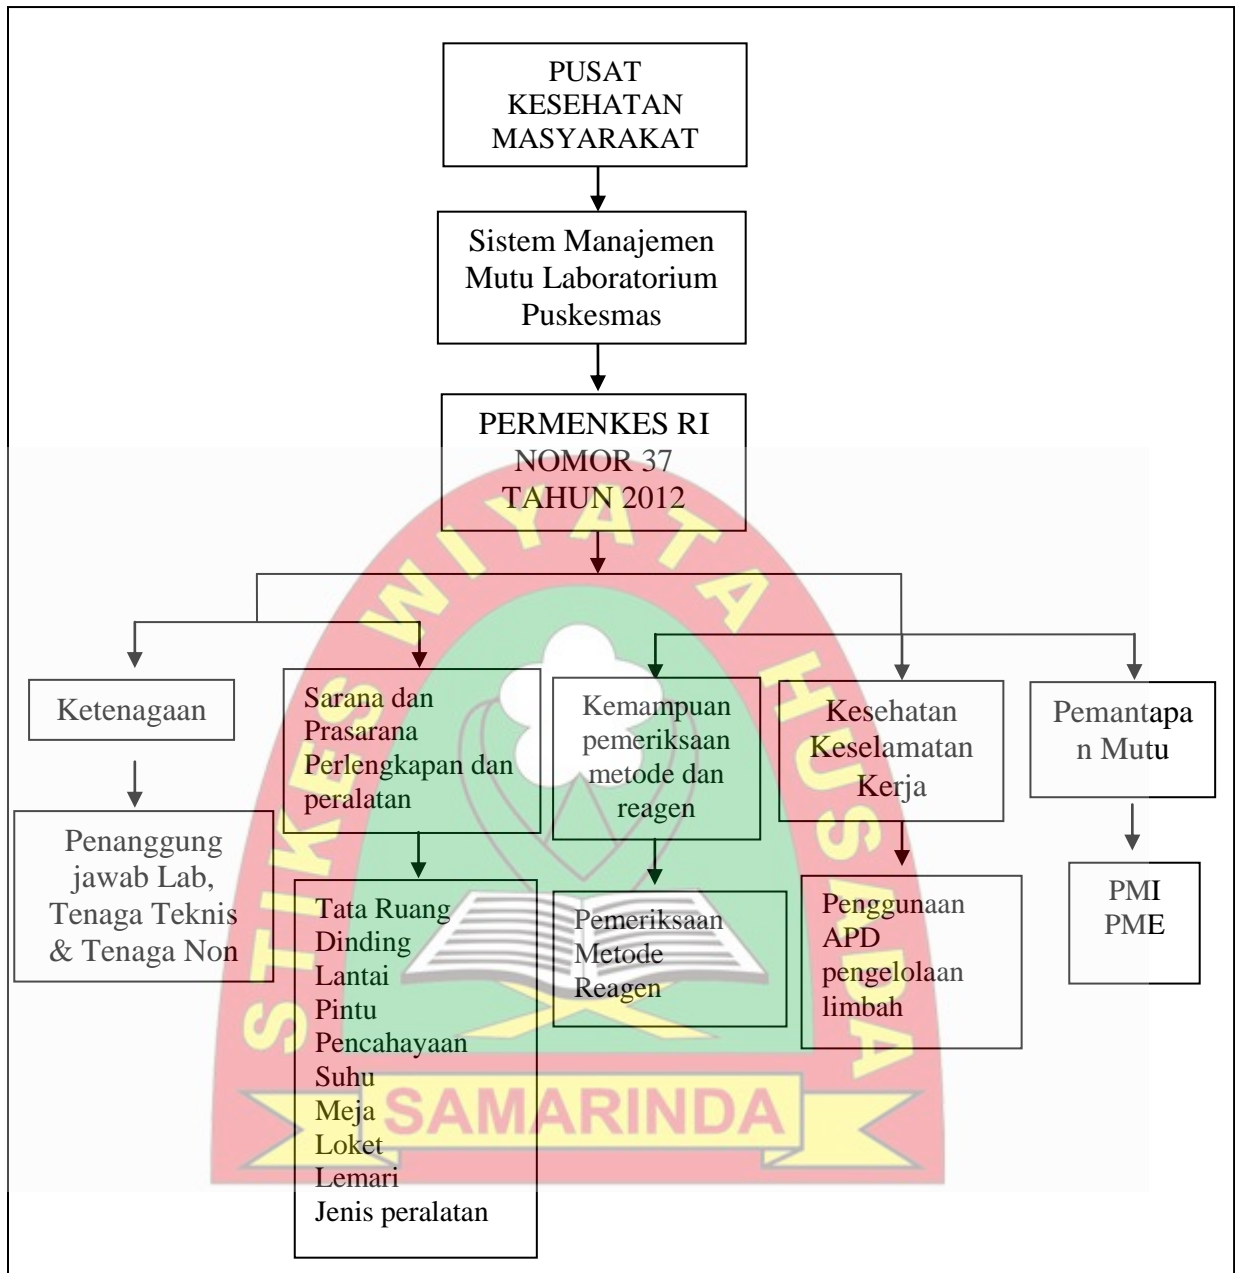 PUSAT
KESEHATAN
MASYARAKAT
Sistem Manajemen
Mutu Laboratorium
Puskesmas
PERMENKES RI
NOMOR 37
TAHUN 2012
Ketenagaan
Sarana dan
Prasarana
Perlengkapan dan
peralatan
Kemampuan
pemeriksaan
metode dan
reagen
Kesehatan
Keselamatan
Kerja
Pemantapa
n Mutu
Penanggung
jawab Lab,
Tenaga Teknis
& Tenaga Non
Tata Ruang
Dinding
Lantai
Pintu
Pencahayaan
Suhu
Meja
Loket
Lemari
Jenis peralatan
Pemeriksaan
Metode
Reagen
Penggunaan
APD
pengelolaan
limbah
PMI
PME
STIKES WIYATA HUSADA
SAMARINDA